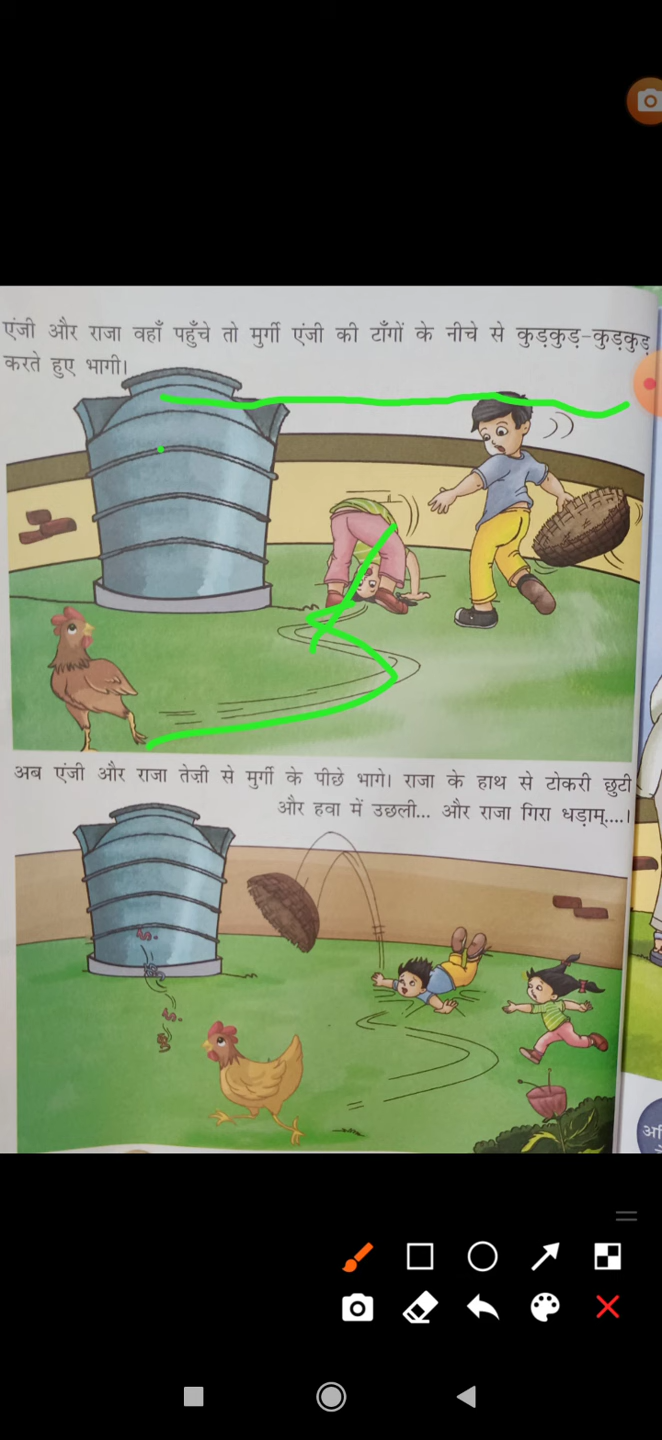 एंजी और राजा वहाँ पहुँचे तो मुर्गी एंजी की टाँगों के नीचे से कुड़कुड़-कुड़कुड़
करते हुए भागी।
अब एंजी और राजा तेज़ी से मुर्गी के पीछे भागे। राजा के हाथ से टोकरी छुटी
और हवा में उछली... और राजा गिरा धड़ाम्....।